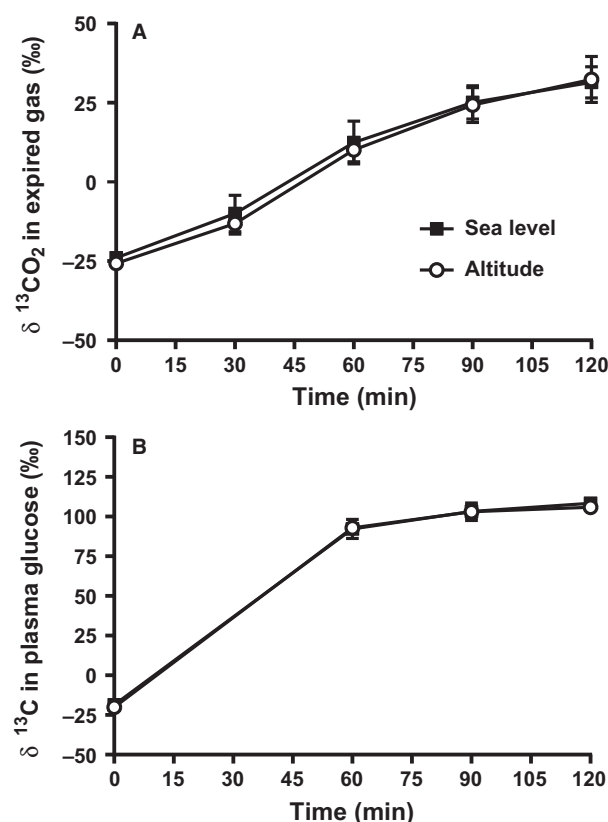 A
δ ¹³CO₂ in expired gas (‰)
50
25
0
–25
–50
Sea level
Altitude
0 15 30 45 60 75 90 105 120
Time (min)
B
δ ¹³C in plasma glucose (‰)
150
125
100
75
50
25
0
–25
–50
0 15 30 45 60 75 90 105 120
Time (min)